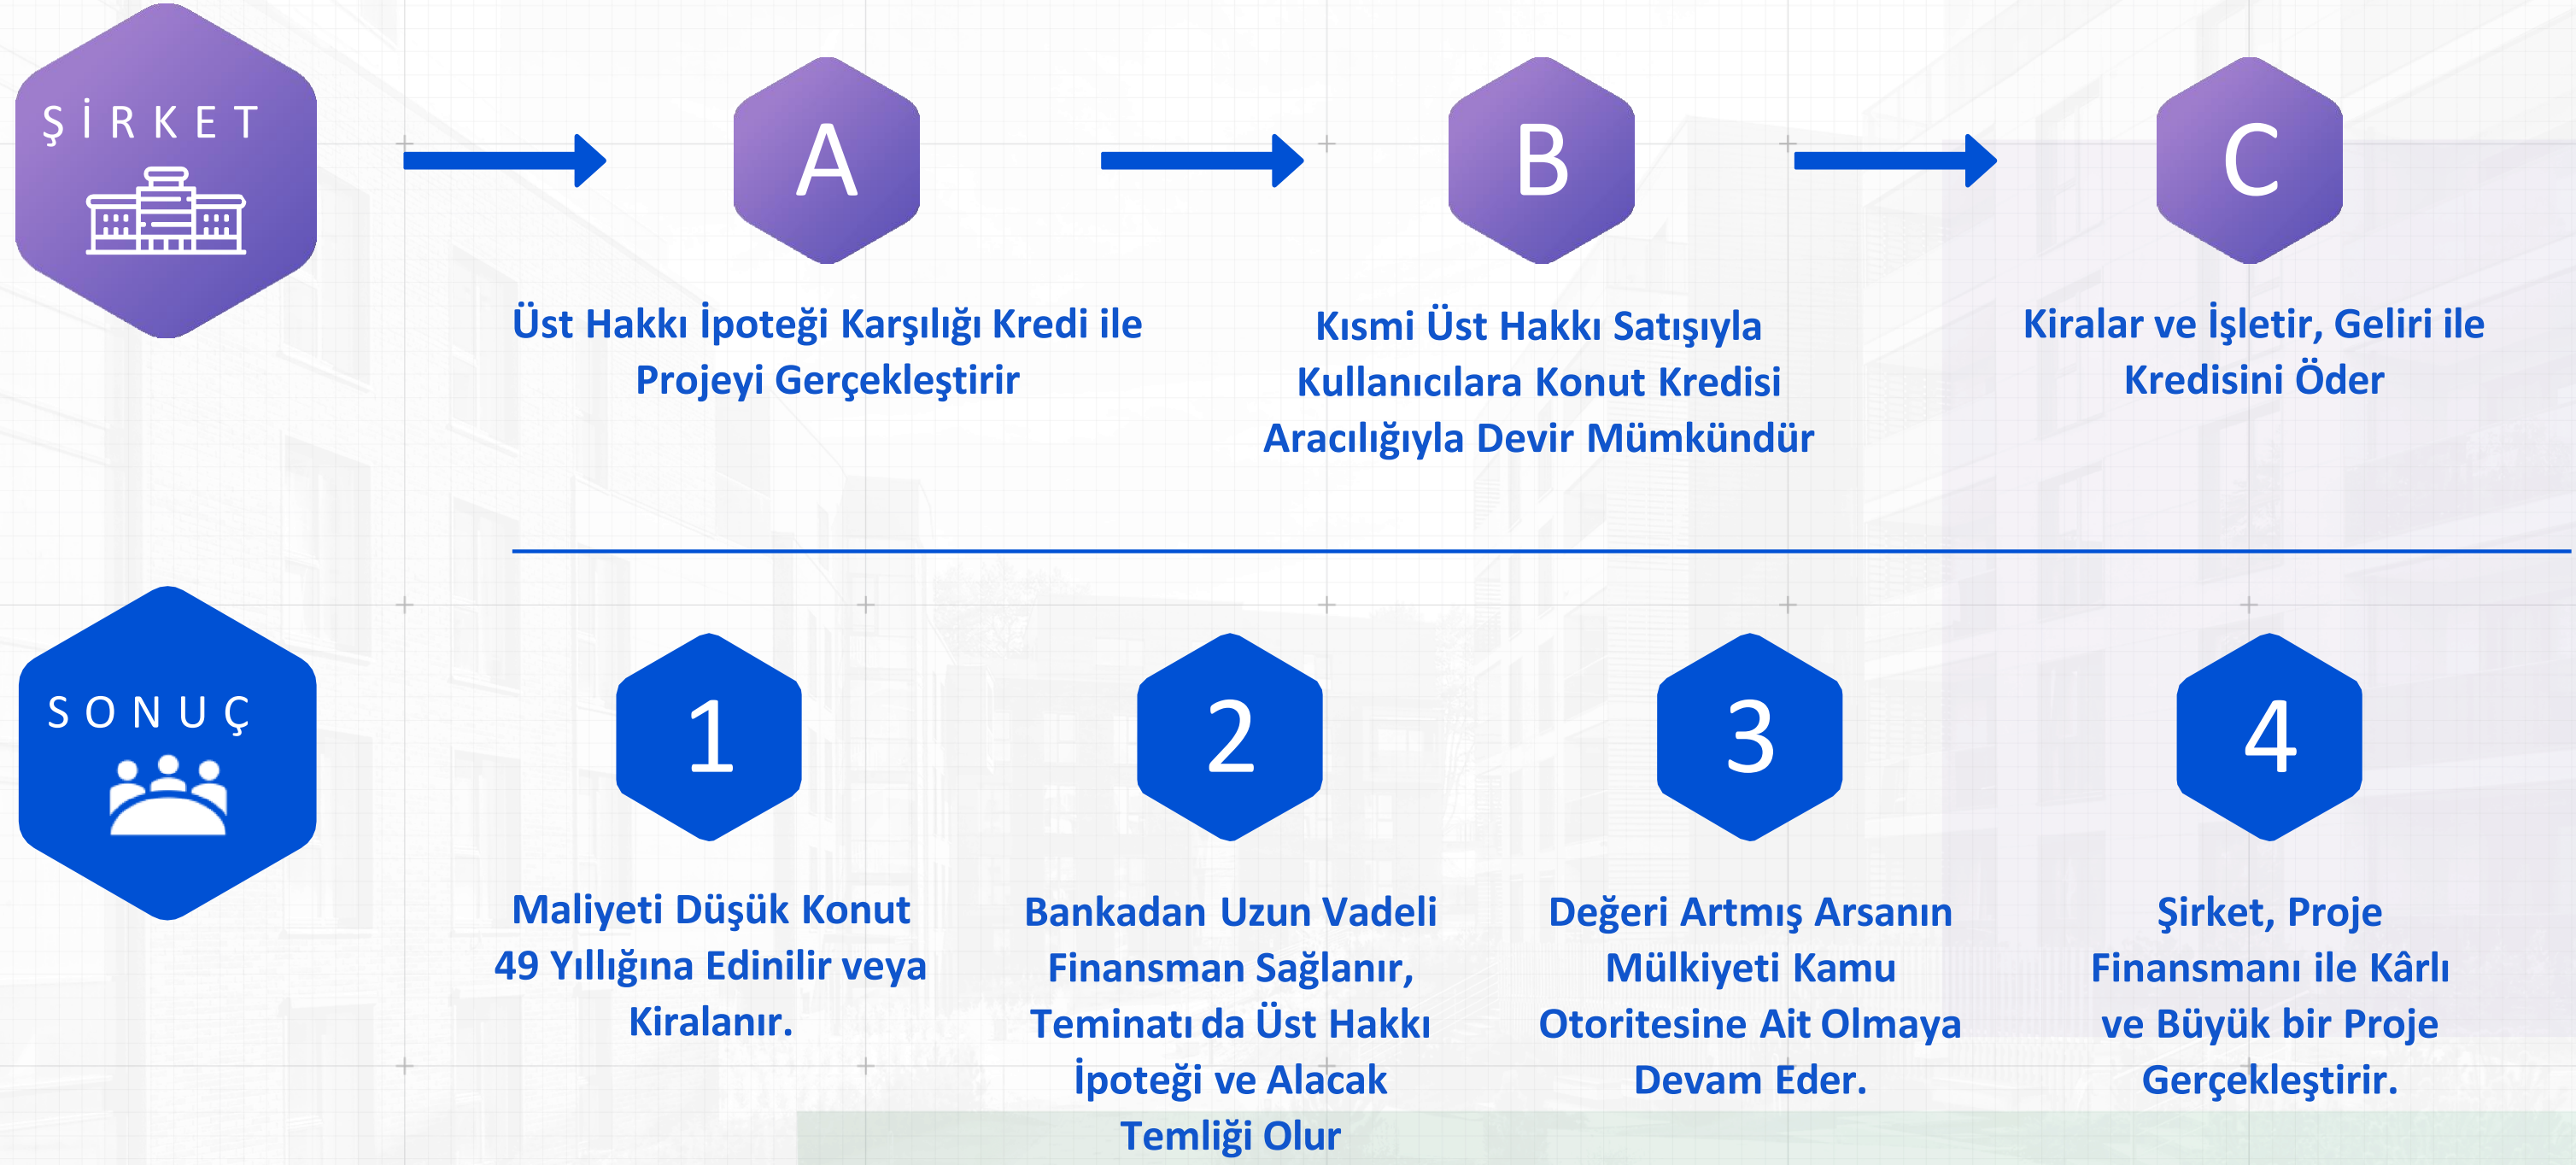 ŞİRKET
A
Üst Hakkı İpoteği Karşılığı Kredi ile
Projeyi Gerçekleştirir
B
Kısmi Üst Hakkı Satışıyla
Kullanıcılara Konut Kredisi
Aracılığıyla Devir Mümkündür
C
Kiralar ve İşletir, Geliri ile
Kredisini Öder
SONUÇ
1
Maliyeti Düşük Konut
49 Yıllığına Edinilir veya
Kiralanır.
2
Bankadan Uzun Vadeli
Finansman Sağlanır,
Teminatı da Üst Hakkı
İpoteği ve Alacak
Temliği Olur
3
Değeri Artmış Arsanın
Mülkiyeti Kamu
Otoritesine Ait Olmaya
Devam Eder.
4
Şirket, Proje
Finansmanı ile Kârlı
ve Büyük bir Proje
Gerçekleştirir.